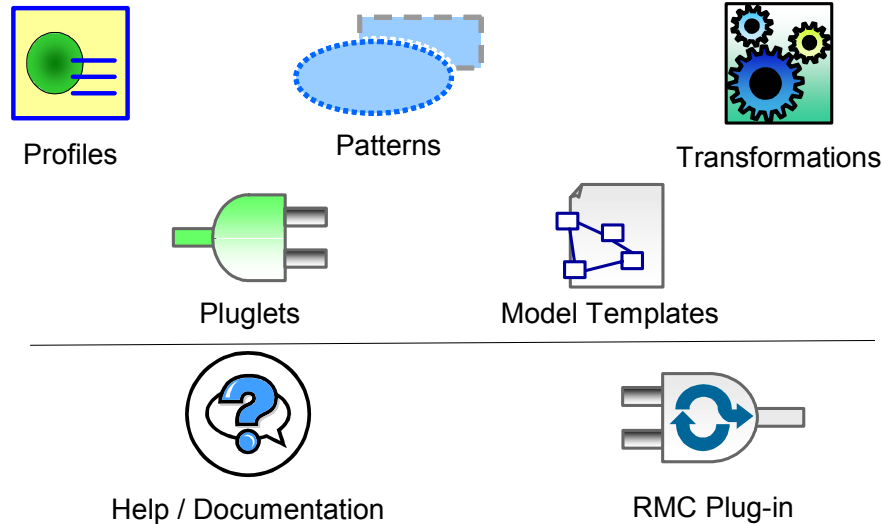 Profiles
Patterns
Transformations
Pluglets
Model Templates
Help / Documentation
RMC Plug-in